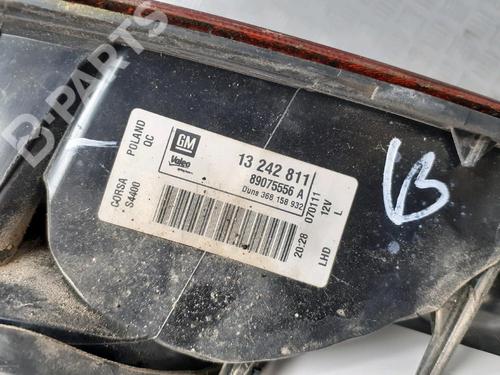 B-PARTS
POLAND
QC
CORSA
S4400
GM
Valeo
13 242 811
89075556 A
Duns 368 158 932
12V L
070111
20:28 LHD